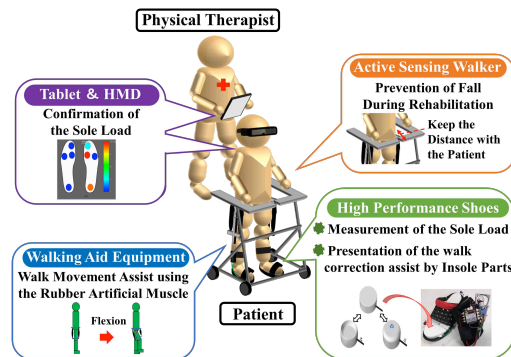 Physical Therapist
Tablet & HMD
Confirmation of
the Sole Load
Active Sensing Walker
Prevention of Fall
During Rehabilitation
Keep the
Distance with
the Patient
High Performance Shoes
Measurement of the Sole Load
Presentation of the walk
correction assist by Insole Parts
Walking Aid Equipment
Walk Movement Assist using
the Rubber Artificial Muscle
Flexion
Patient